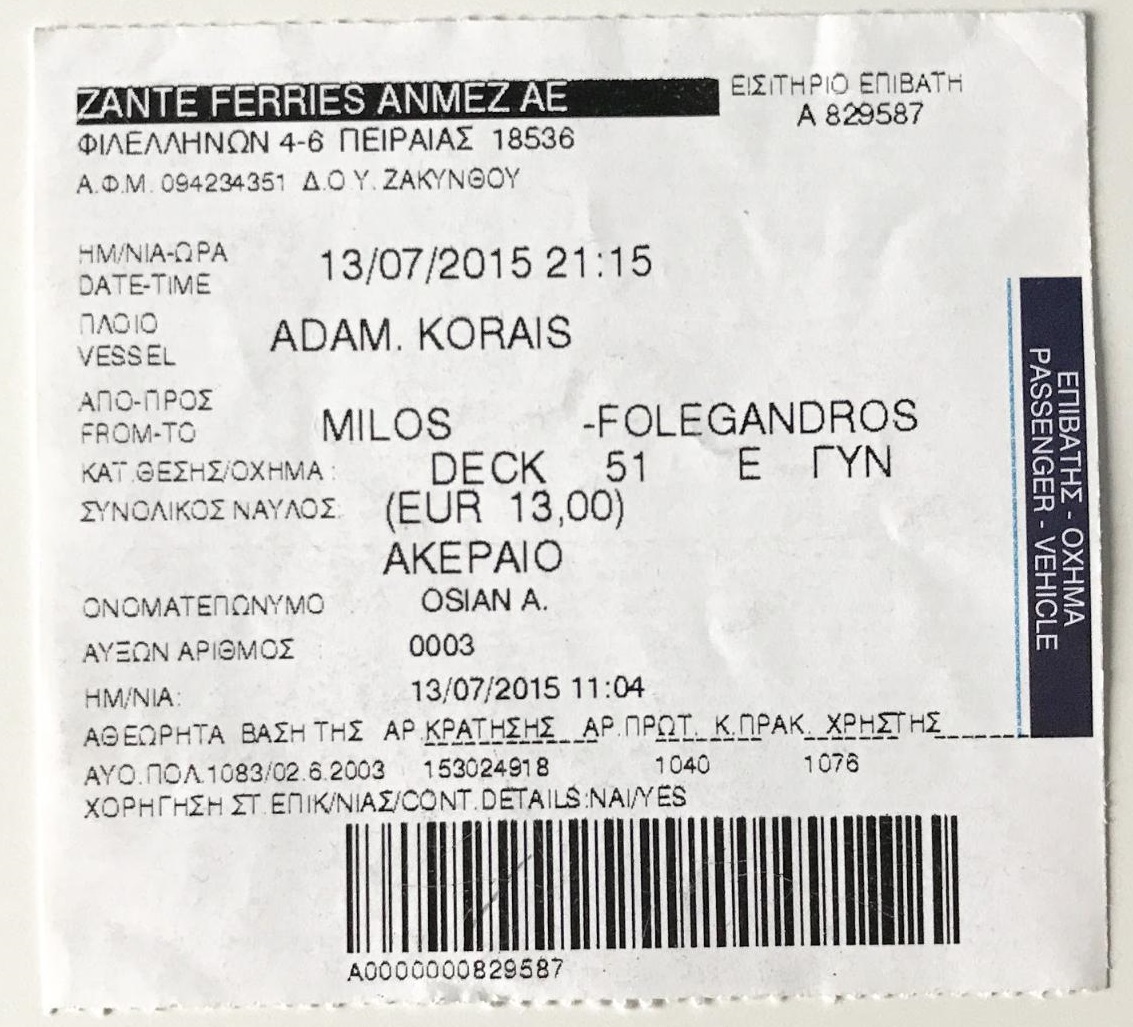 ZANTE FERRIES ΑΝΜΕΖ ΑΕ
ΕΙΣΙΤΗΡΙΟ ΕΠΙΒΑΤΗ
Α 829587
ΦΙΛΕΛΛΗΝΩΝ 4-6 ΠΕΙΡΑΙΑΣ 18536
Α.Φ.Μ. 094234351 Δ.Ο.Υ. ΖΑΚΥΝΘΟΥ
ΗΜ/ΝΙΑ-ΩΡΑ
DATE-TIME
13/07/2015 21:15
ΠΛΟΙΟ
VESSEL
ADAM. KORAIS
ΑΠΟ-ΠΡΟΣ
FROM-TO
MILOS -FOLEGANDROS
ΚΑΤ.ΘΕΣΗΣ/ΟΧΗΜΑ : DECK 51 E ΓΥΝ
ΣΥΝΟΛΙΚΟΣ ΝΑΥΛΟΣ: (EUR 13,00)
ΑΚΕΡΑΙΟ
ΟΝΟΜΑΤΕΠΩΝΥΜΟ OSIAN A.
ΑΥΞΩΝ ΑΡΙΘΜΟΣ : 0003
ΗΜ/ΝΙΑ: 13/07/2015 11:04
ΑΘΕΩΡΗΤΑ ΒΑΣΗ ΤΗΣ ΑΡ.ΚΡΑΤΗΣΗΣ ΑΡ.ΠΡΩΤ. Κ.ΠΡΑΚ. ΧΡΗΣΤΗΣ
ΑΥΟ.ΠΟΛ.1083/02.6.2003 153024918 1040 1076
ΧΟΡΗΓΗΣΗ ΣΤ.ΕΠΙΚ/ΝΙΑΣ/CONT.DETAILS:ΝΑΙ/YES
A0000000829587
ΕΠΙΒΑΤΗΣ - ΟΧΗΜΑ
PASSENGER - VEHICLE